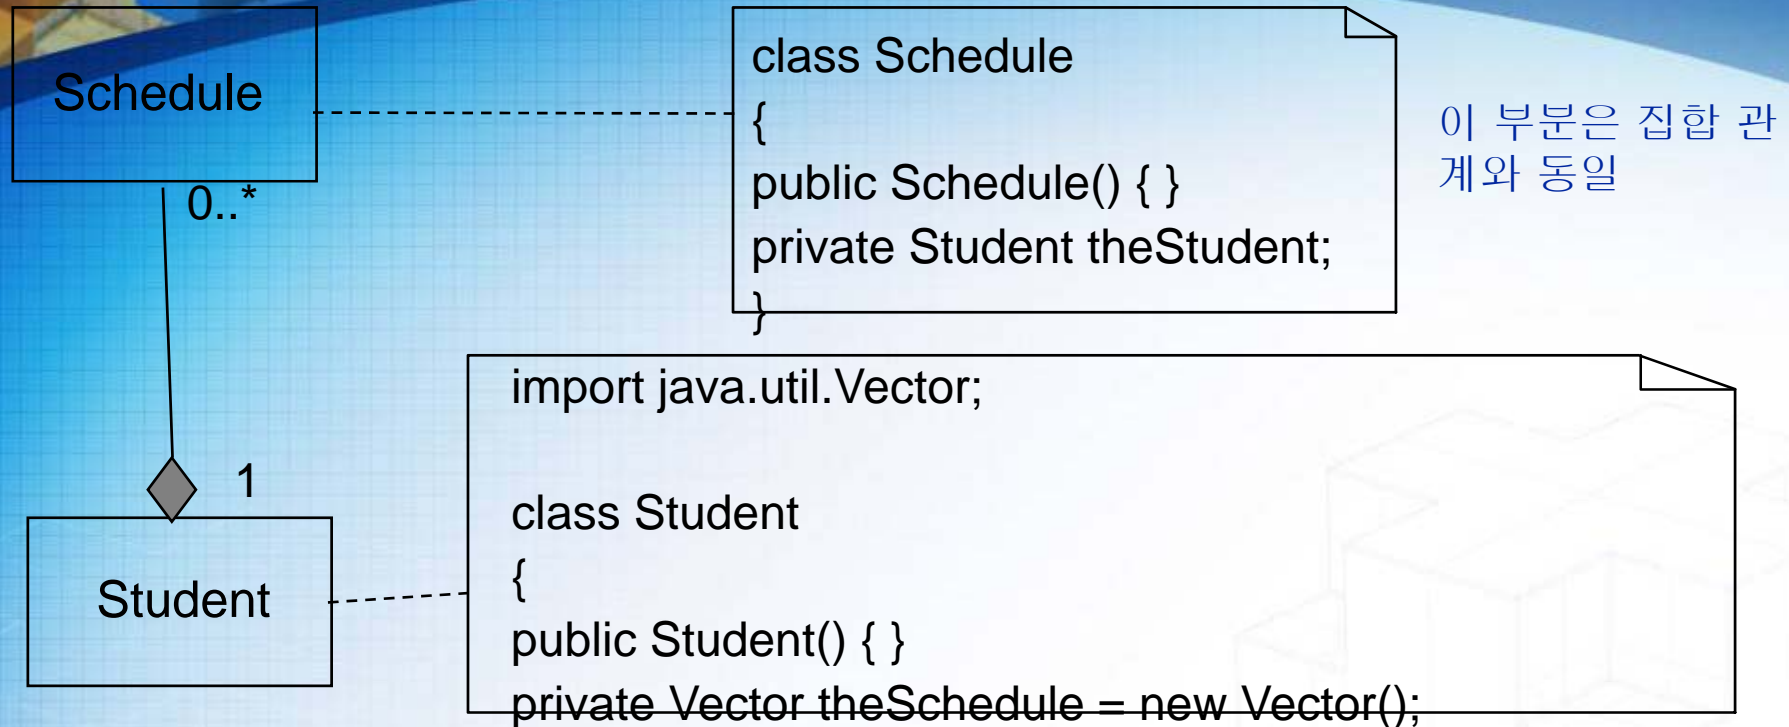 Schedule
0..*
1
Student
class Schedule
{
public Schedule() { }
private Student theStudent;
}
이 부분은 집합 관
계와 동일
import java.util.Vector;
class Student
{
public Student() { }
private Vector theSchedule = new Vector();